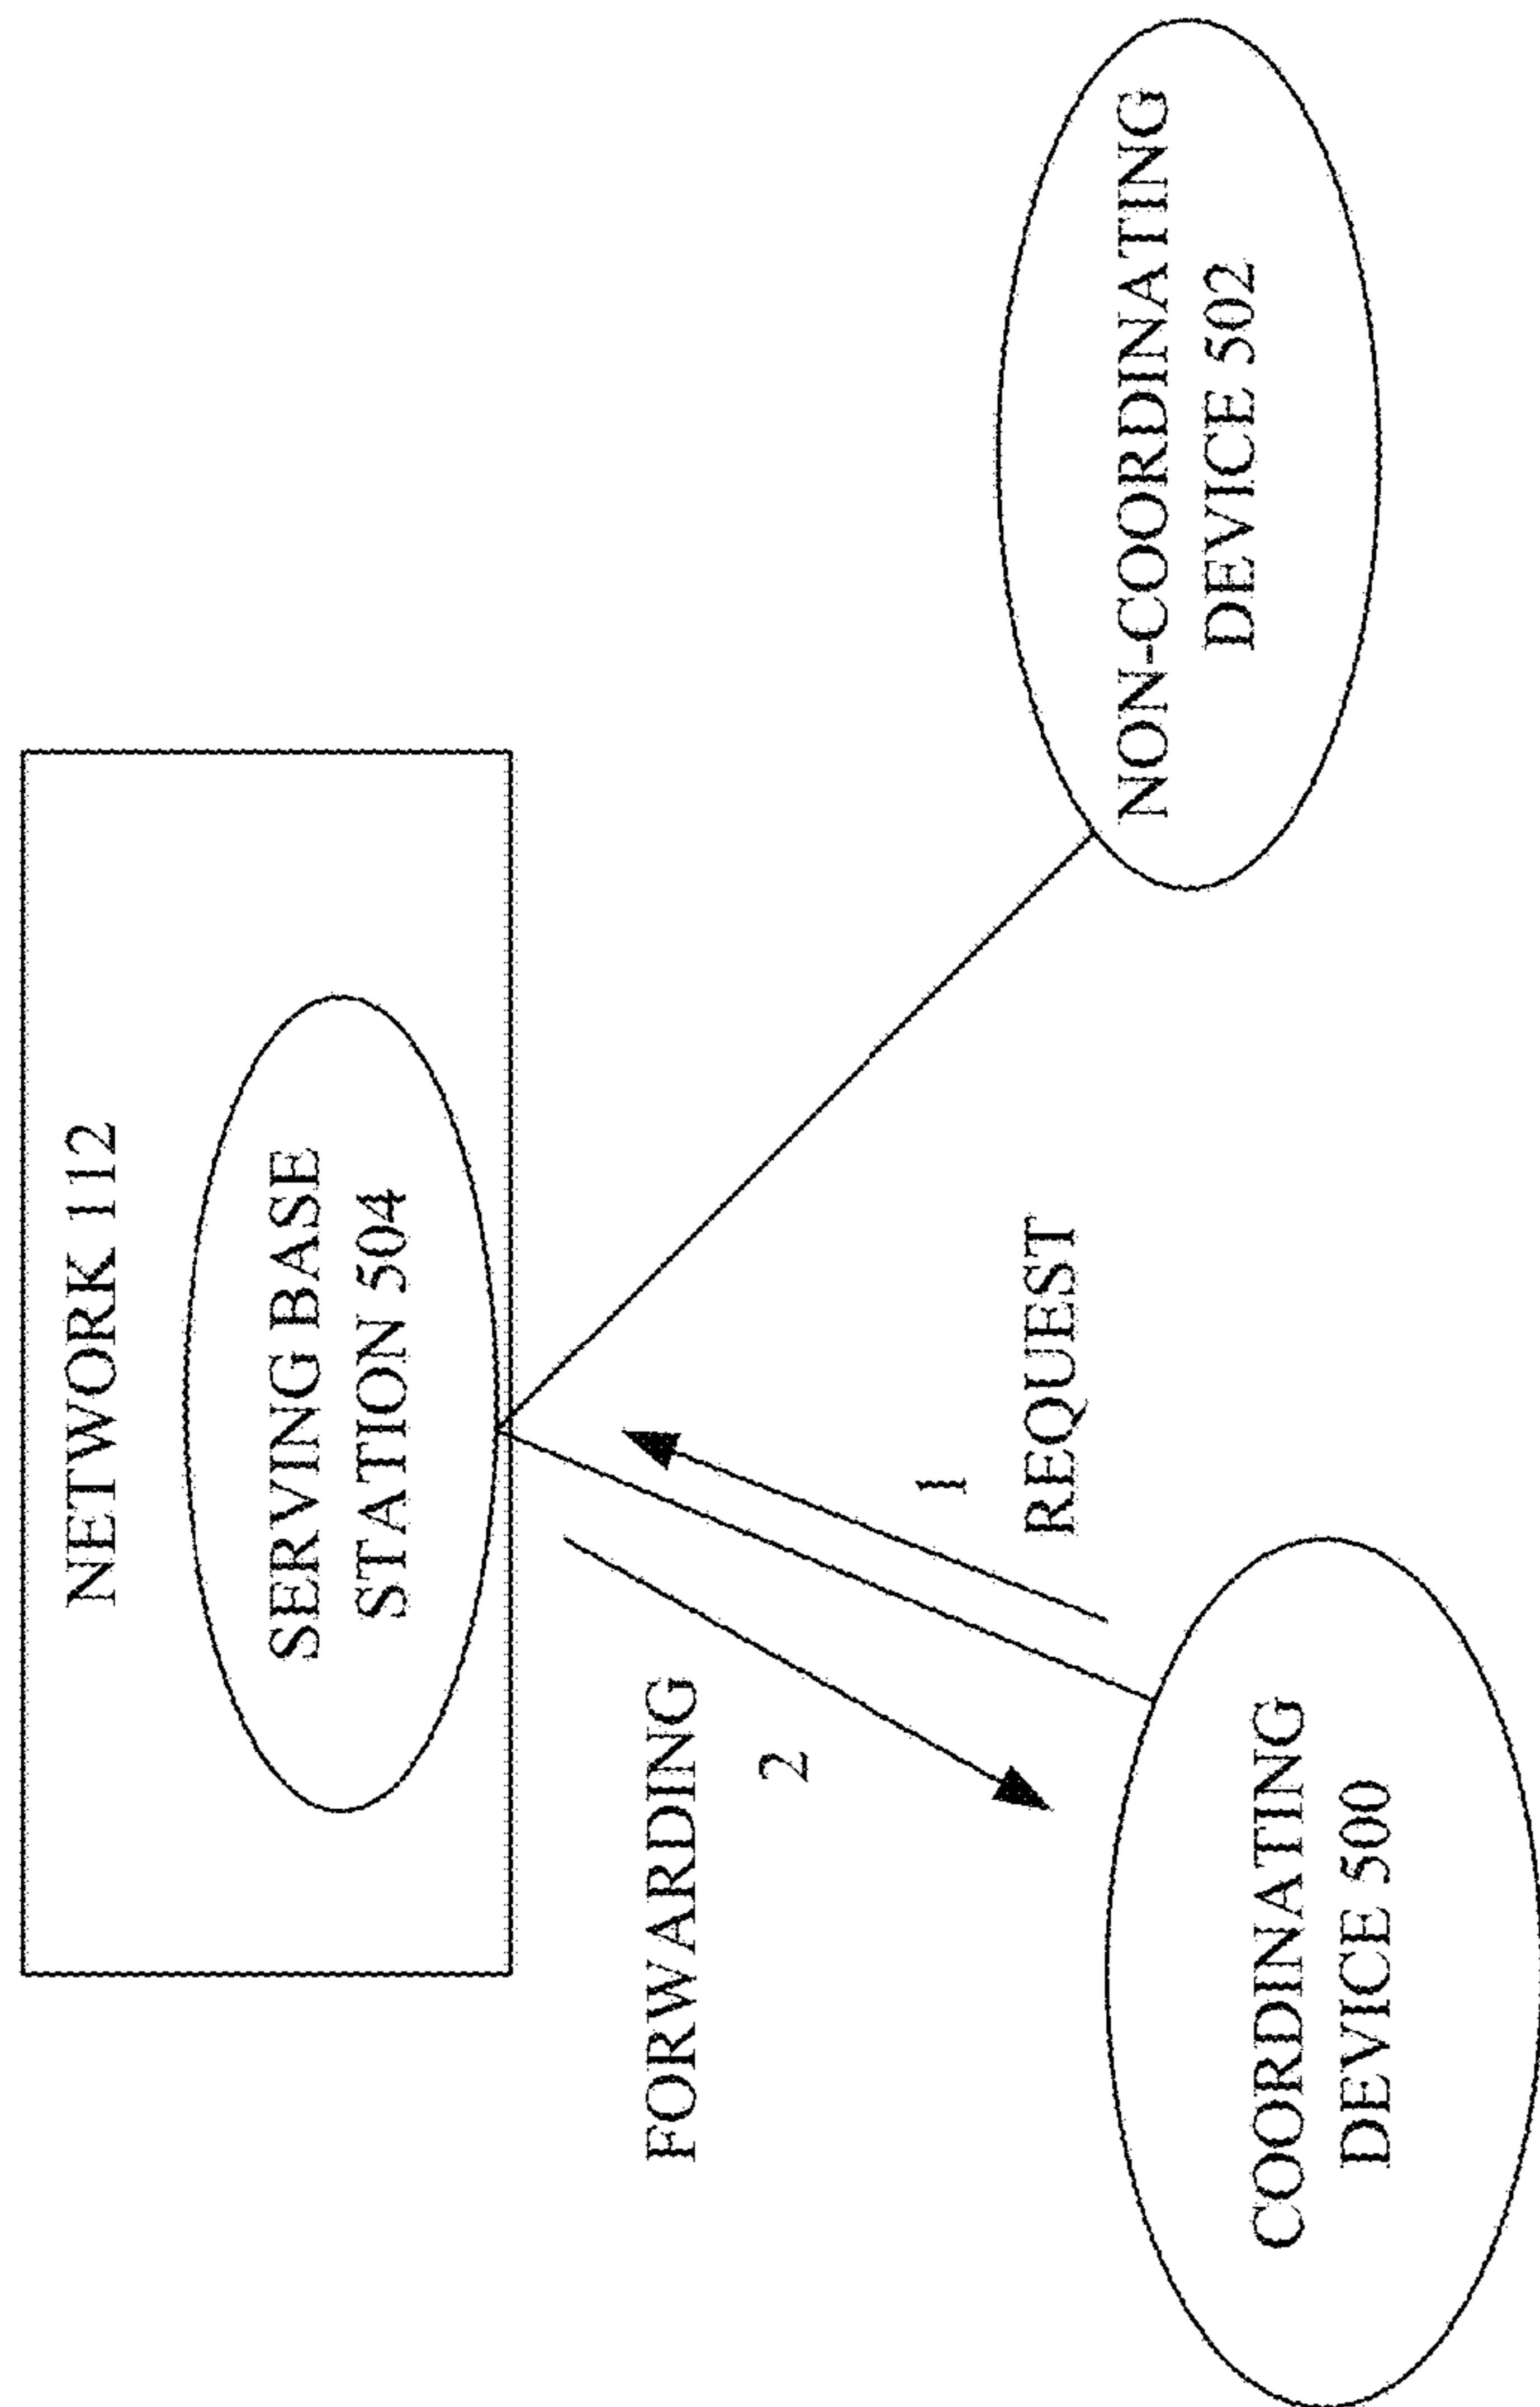 NETWORK 112
SERVING BASE
STATION 504
FORWARDING
2
1
REQUEST
COORDINATING
DEVICE 500
NON-COORDINATING
DEVICE 502